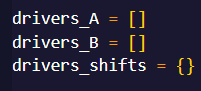 drivers_A = []
drivers_B = []
drivers_shifts = {}